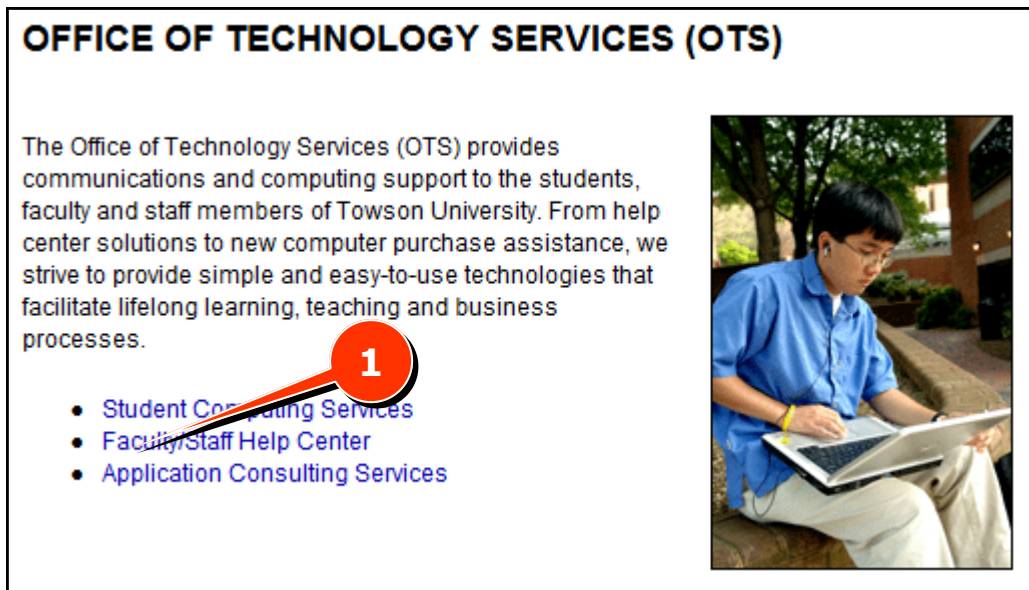 OFFICE OF TECHNOLOGY SERVICES (OTS)
The Office of Technology Services (OTS) provides
communications and computing support to the students,
faculty and staff members of Towson University. From help
center solutions to new computer purchase assistance, we
strive to provide simple and easy-to-use technologies that
facilitate lifelong learning, teaching and business
processes.
1
• Student Computing Services
• Faculty/Staff Help Center
• Application Consulting Services